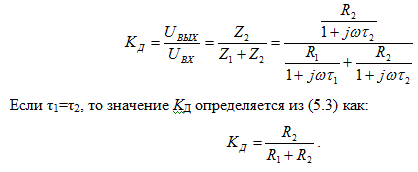 K_Д = U_ВЫХ / U_ВХ = Z_2 / (Z_1 + Z_2) = (R_2 / (1 + jωτ_2)) / (R_1 / (1 + jωτ_1) + R_2 / (1 + jωτ_2))
Если τ_1=τ_2, то значение K_Д определяется из (5.3) как:
K_Д = R_2 / (R_1 + R_2) .